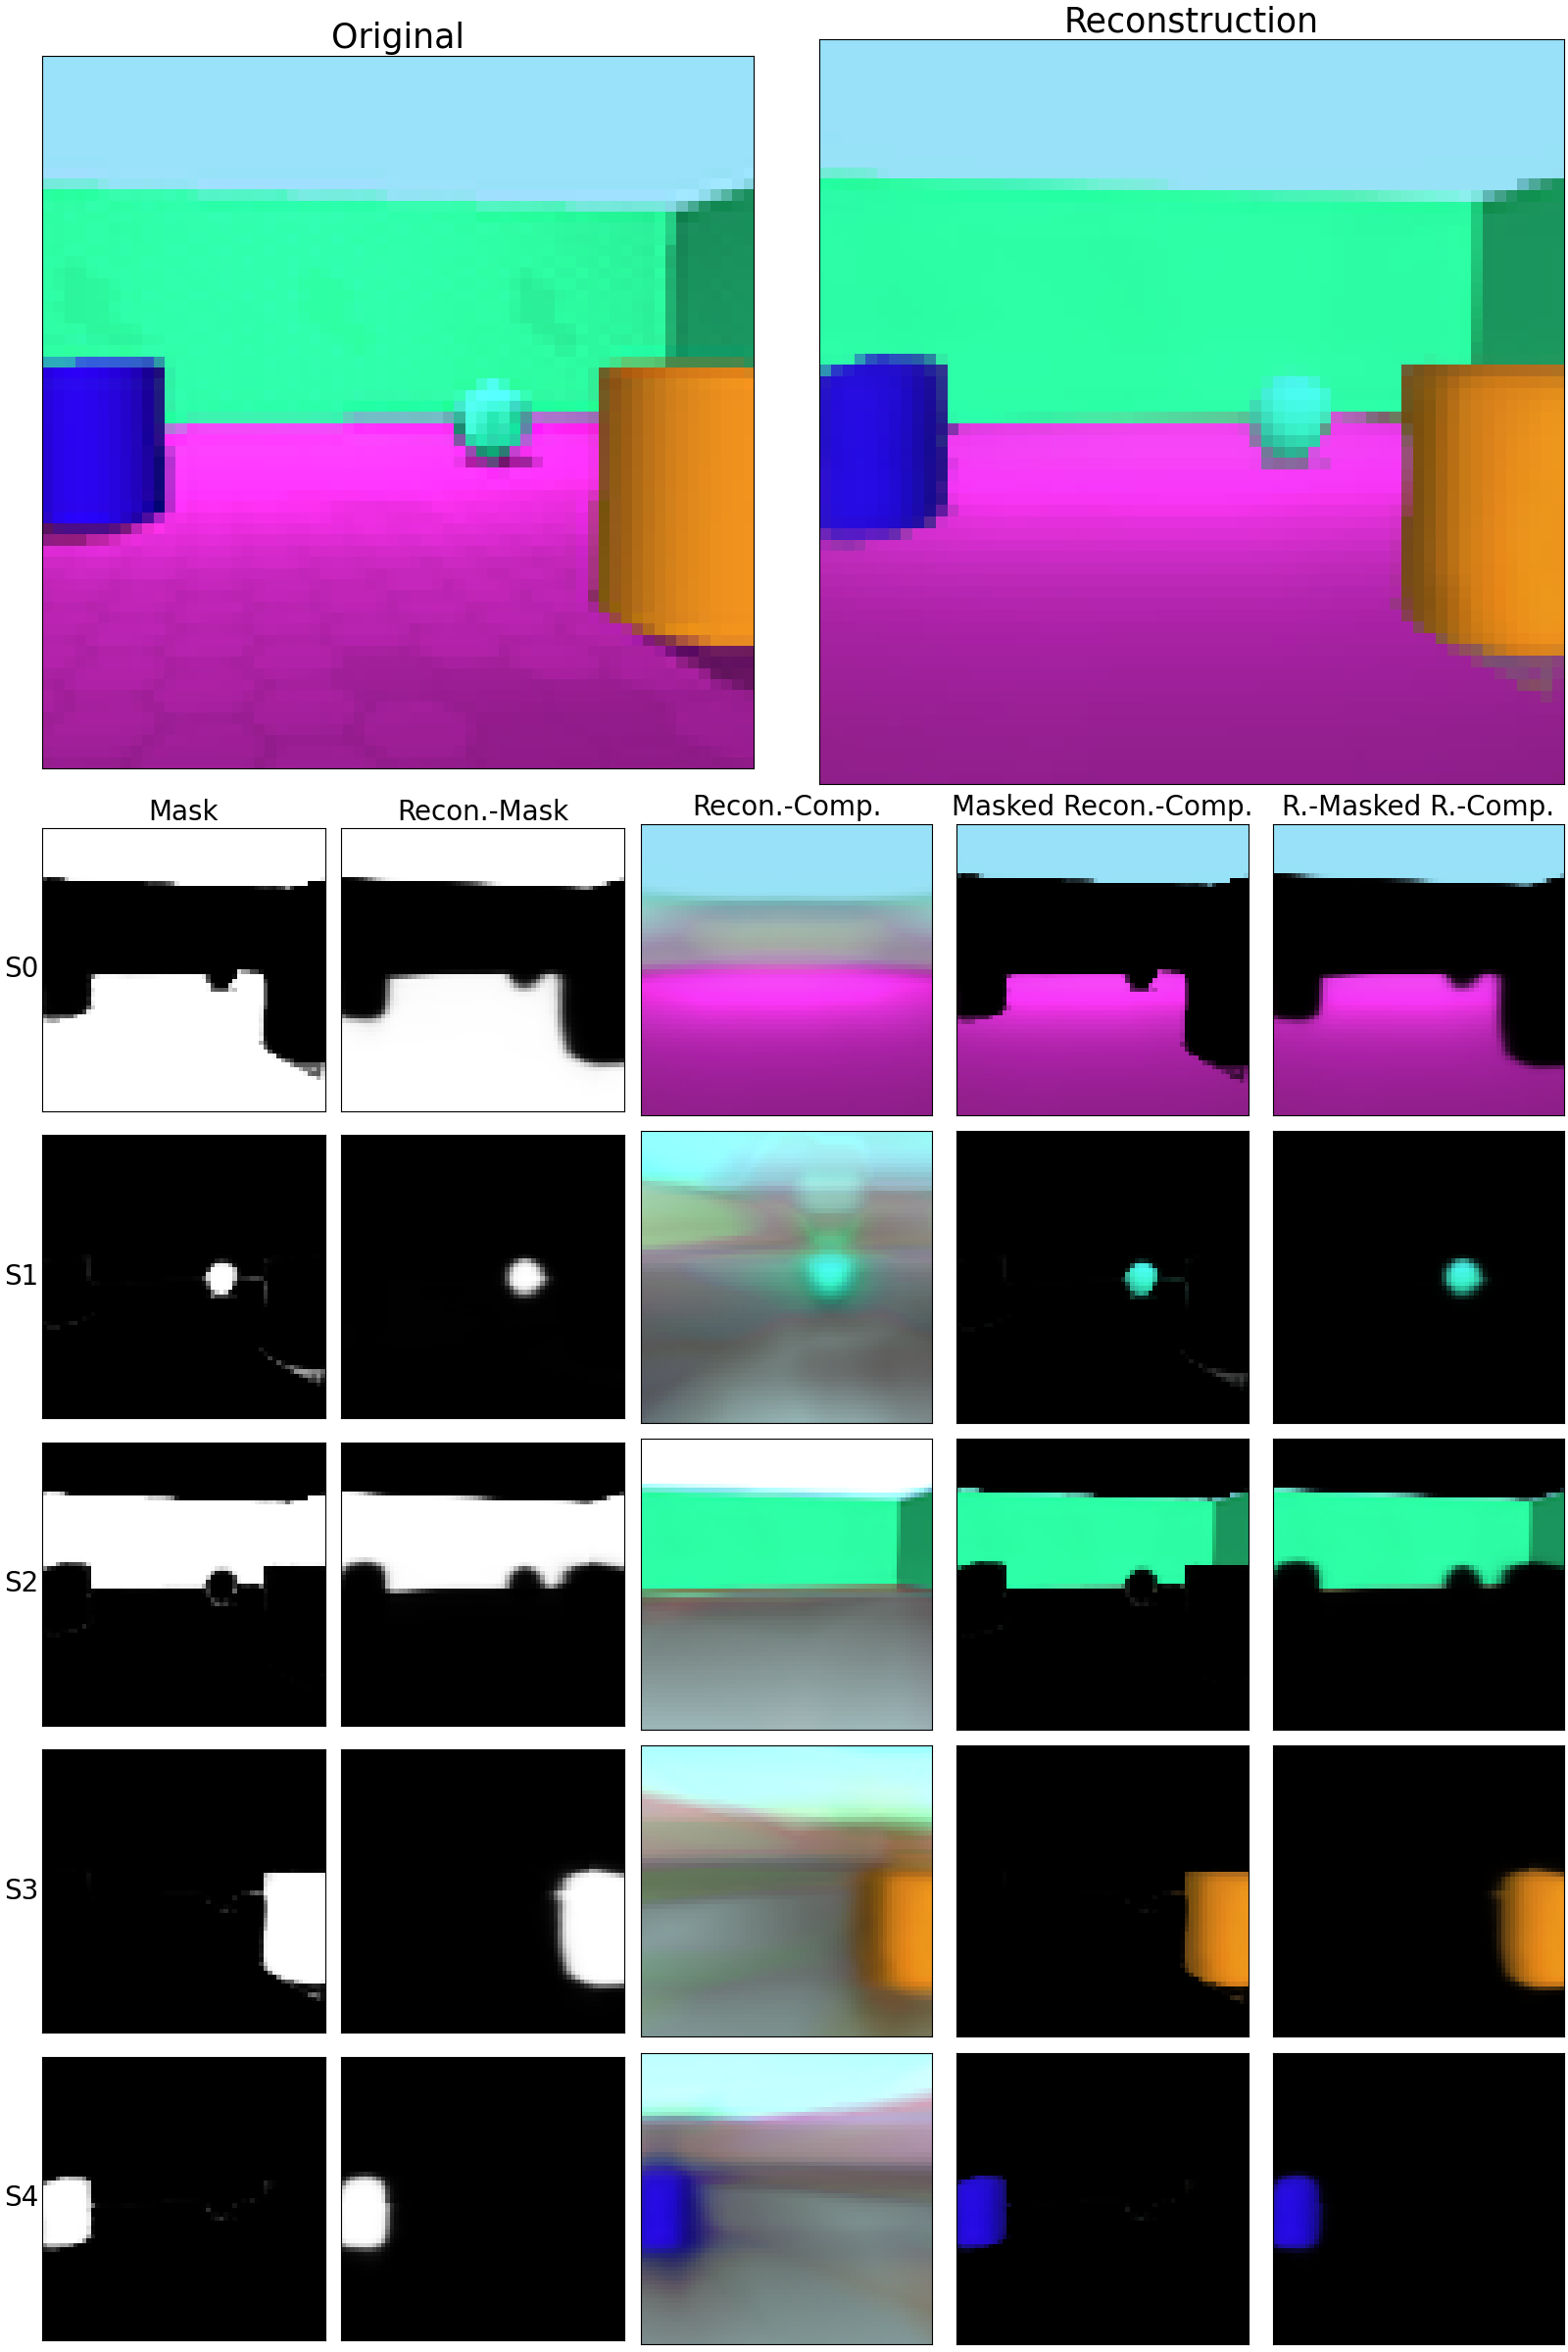 Original
Reconstruction
Mask
Recon.-Mask
Recon.-Comp.
Masked Recon.-Comp.
R.-Masked R.-Comp.
S0
S1
S2
S3
S4